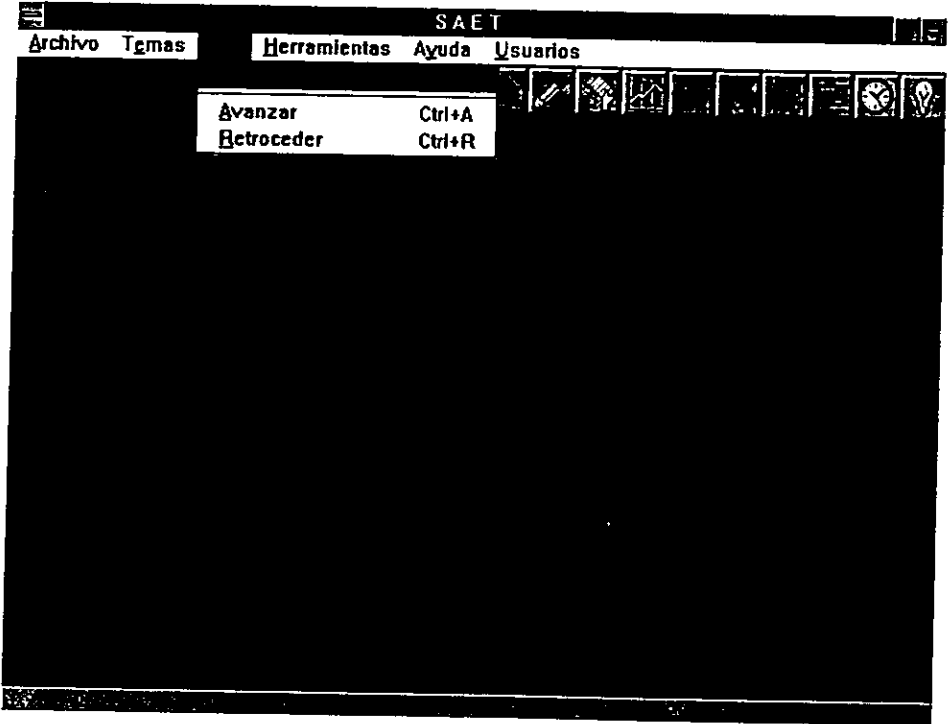 SAET
Archivo Temas Herramientas Ayuda Usuarios
Avanzar Ctrl+A
Retroceder Ctrl+R